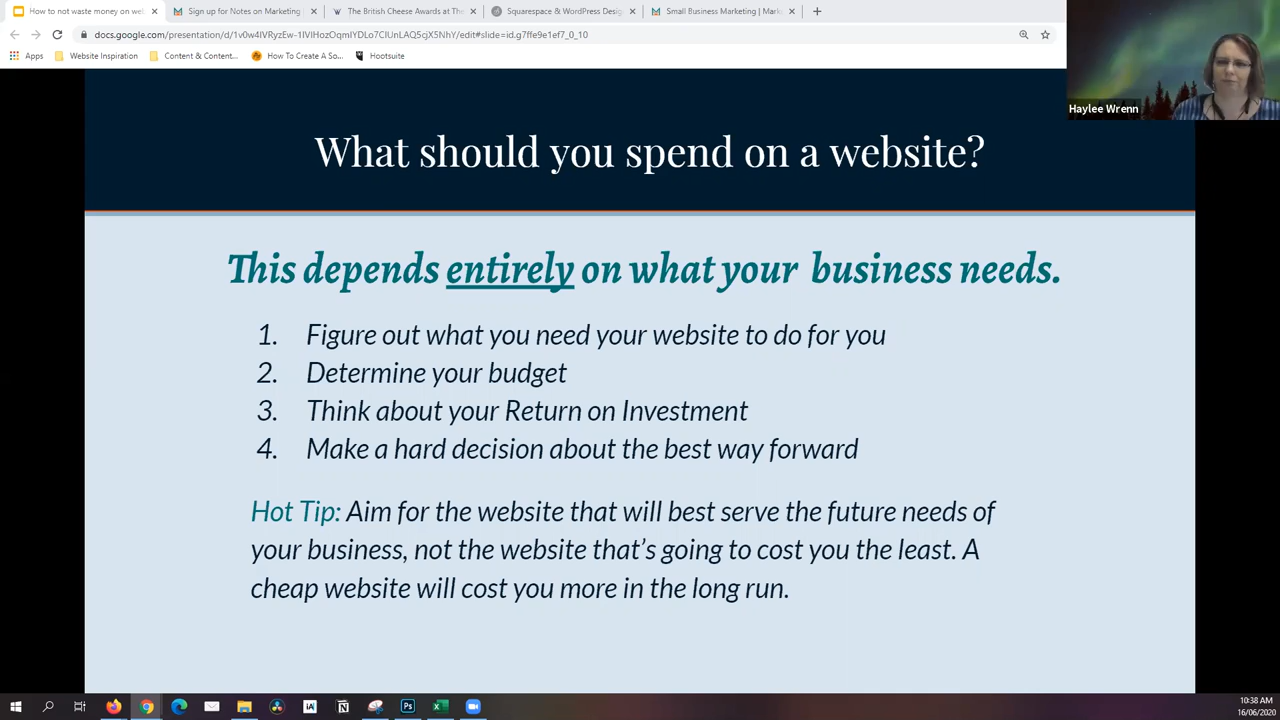 How to not waste money on we
Sign up for Notes on Marketing
The British Cheese Awards at The
Squarespace & WordPress Desi
Small Business Marketing | Mark
docs.google.com/presentation/d/
edit#slide=id.g7ffe9e1ef7_0_10
Apps
Website Inspiration
Content & Content...
How To Create A So...
Hootsuite
Haylee Wrenn
What should you spend on a website?
This depends entirely on what your business needs.
1. Figure out what you need your website to do for you
2. Determine your budget
3. Think about your Return on Investment
4. Make a hard decision about the best way forward
Hot Tip: Aim for the website that will best serve the future needs of
your business, not the website that's going to cost you the least. A
cheap website will cost you more in the long run.
10:38 AM
16/06/2020